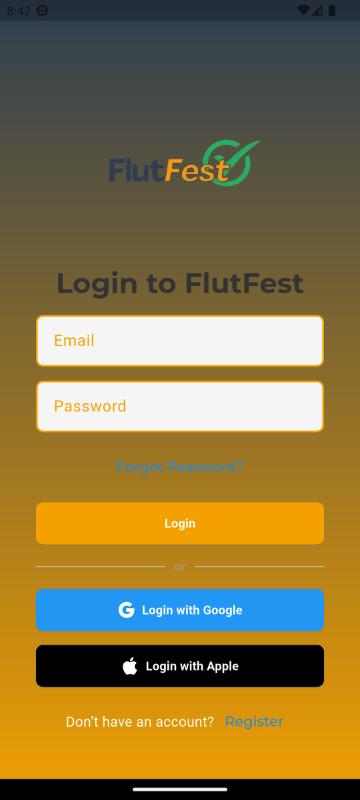 8:42
FlutFest
Login to FlutFest
Email
Password
Forgot Password?
Login
or
Login with Google
Login with Apple
Don't have an account? Register